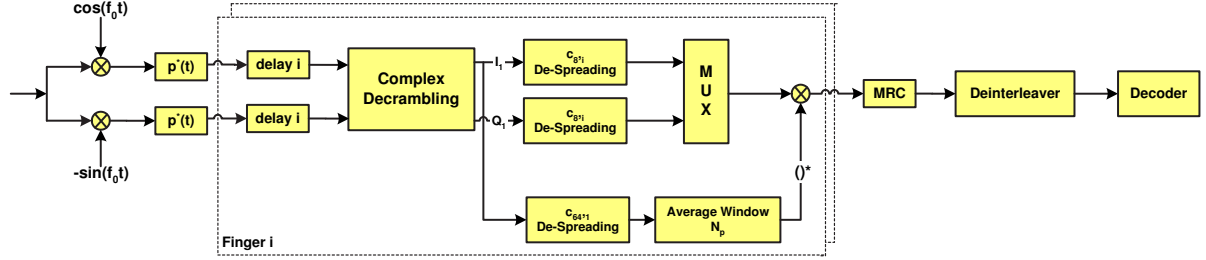 cos(f₀t)
p*(t)
delay i
Complex
Decrambling
I₁
c₈,ᵢ
De-Spreading
M
U
X
MRC
Deinterleaver
Decoder
p*(t)
delay i
Q₁
c₈,ᵢ
De-Spreading
-sin(f₀t)
()*
c₆₄,₁
De-Spreading
Average Window
Nₚ
Finger i